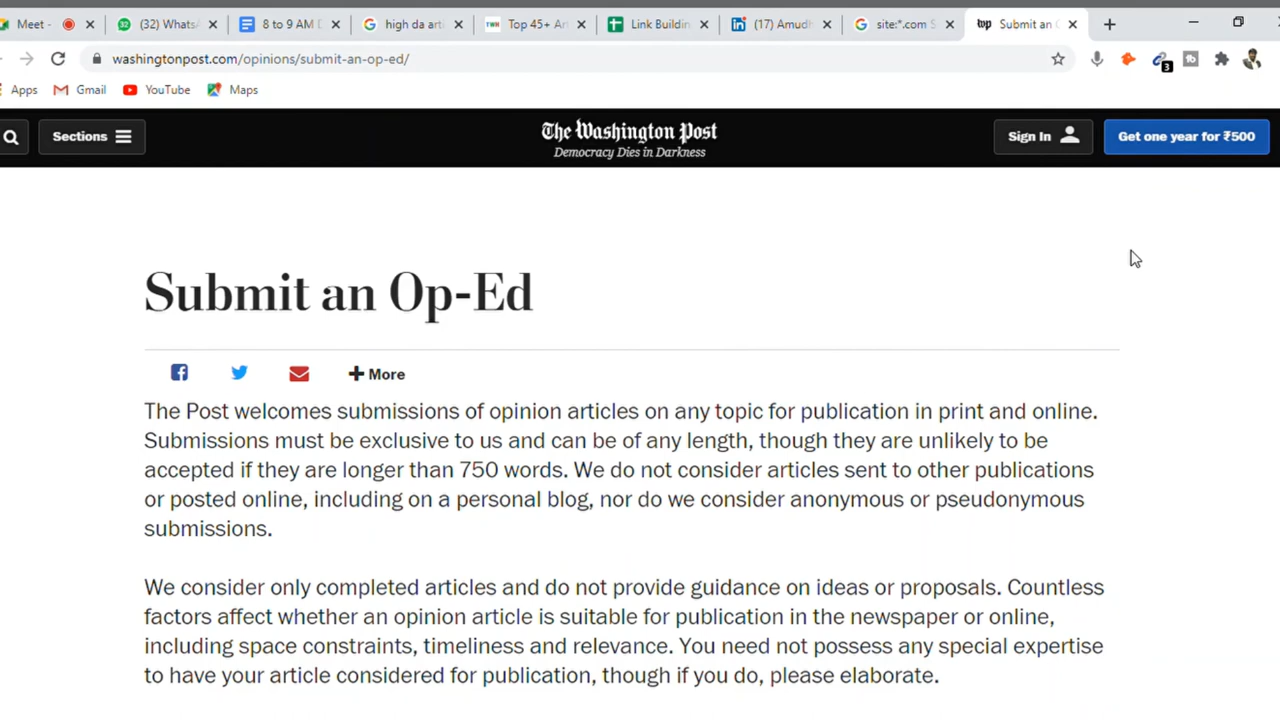 Meet - (32) Whats 8 to 9 AM high da arti Top 45+ Ar Link Buildin (17) Amudh site:*.com S Submit an
washingtonpost.com/opinions/submit-an-op-ed/ 3
Apps Gmail YouTube Maps
Sections The Washington Post Sign In Get one year for ₹500
Democracy Dies in Darkness
Submit an Op-Ed
More
The Post welcomes submissions of opinion articles on any topic for publication in print and online.
Submissions must be exclusive to us and can be of any length, though they are unlikely to be
accepted if they are longer than 750 words. We do not consider articles sent to other publications
or posted online, including on a personal blog, nor do we consider anonymous or pseudonymous
submissions.
We consider only completed articles and do not provide guidance on ideas or proposals. Countless
factors affect whether an opinion article is suitable for publication in the newspaper or online,
including space constraints, timeliness and relevance. You need not possess any special expertise
to have your article considered for publication, though if you do, please elaborate.